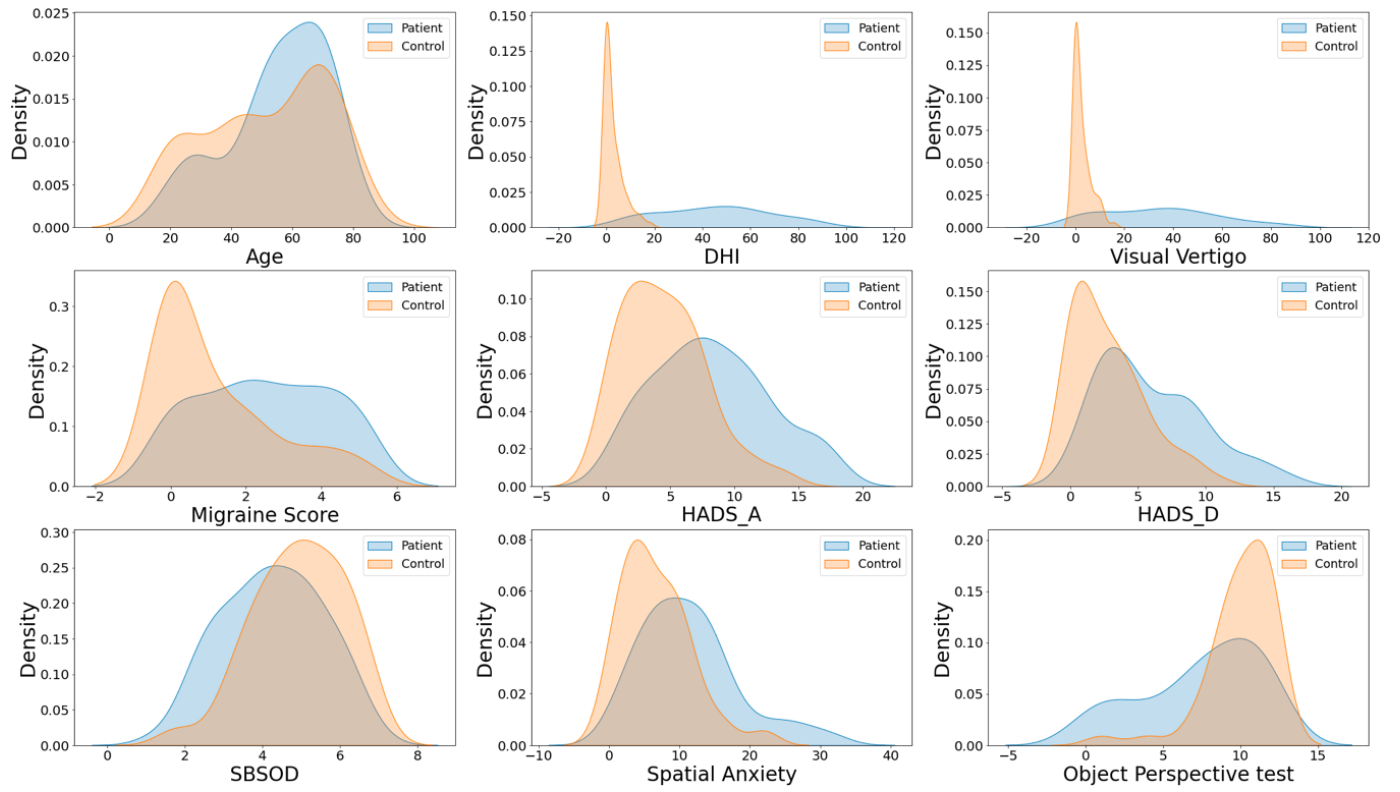 0.025
0.020
0.015
0.010
0.005
0.000
Density
Patient
Control
0 20 40 60 80 100
Age
0.150
0.125
0.100
0.075
0.050
0.025
0.000
Density
Patient
Control
−20 0 20 40 60 80 100 120
DHI
0.150
0.125
0.100
0.075
0.050
0.025
0.000
Density
Patient
Control
−20 0 20 40 60 80 100 120
Visual Vertigo
0.3
0.2
0.1
0.0
Density
Patient
Control
−2 0 2 4 6
Migraine Score
0.10
0.08
0.06
0.04
0.02
0.00
Density
Patient
Control
−5 0 5 10 15 20
HADS_A
0.150
0.125
0.100
0.075
0.050
0.025
0.000
Density
Patient
Control
−5 0 5 10 15 20
HADS_D
0.30
0.25
0.20
0.15
0.10
0.05
0.00
Density
Patient
Control
0 2 4 6 8
SBSOD
0.08
0.06
0.04
0.02
0.00
Density
Patient
Control
−10 0 10 20 30 40
Spatial Anxiety
0.20
0.15
0.10
0.05
0.00
Density
Patient
Control
−5 0 5 10 15
Object Perspective test